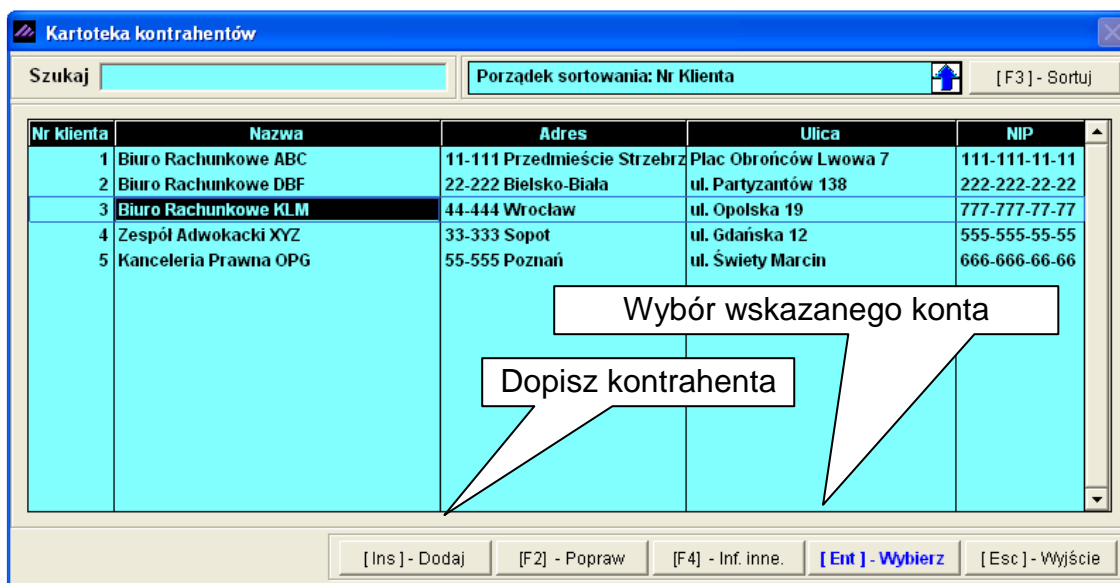 Kartoteka kontrahentów
Szukaj Porządek sortowania: Nr Klienta [F3] - Sortuj
Nr klienta Nazwa Adres Ulica NIP
1 Biuro Rachunkowe ABC 11-111 Przedmieście Strzebrz Plac Obrońców Lwowa 7 111-111-11-11
2 Biuro Rachunkowe DBF 22-222 Bielsko-Biała ul. Partyzantów 138 222-222-22-22
3 Biuro Rachunkowe KLM 44-444 Wrocław ul. Opolska 19 777-777-77-77
4 Zespół Adwokacki XYZ 33-333 Sopot ul. Gdańska 12 555-555-55-55
5 Kanceleria Prawna OPG 55-555 Poznań ul. Świety Marcin 666-666-66-66
Wybór wskazanego konta
Dopisz kontrahenta
[Ins] - Dodaj [F2] - Popraw [F4] - Inf. inne. [Ent] - Wybierz [Esc] - Wyjście